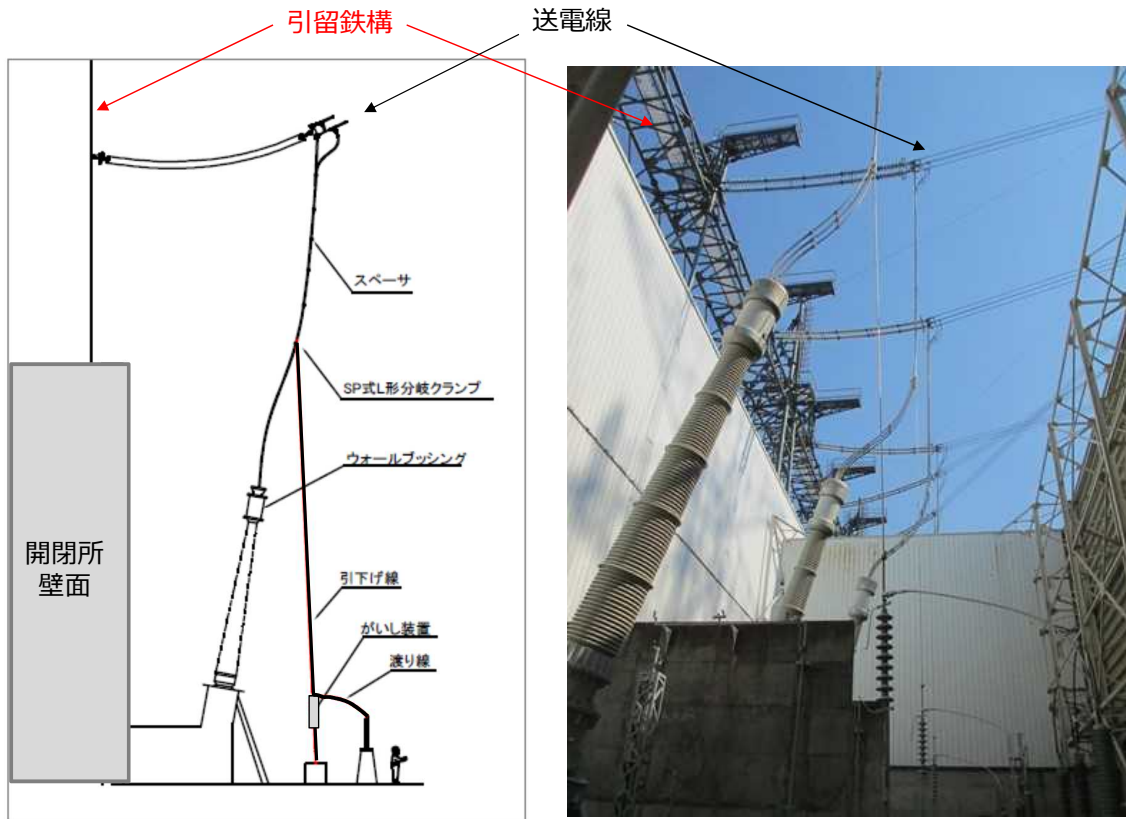 引留鉄構
送電線
スペーサ
SP式L形分岐クランプ
ウォールブッシング
開閉所
壁面
引下げ線
がいし装置
渡り線